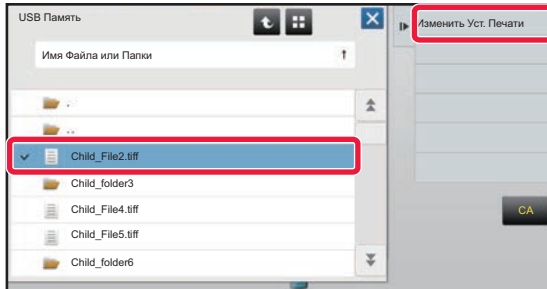 USB Память
Изменить Уст. Печати
Имя Файла или Папки
.
..
Child_File2.tiff
Child_folder3
Child_File4.tiff
CA
Child_File5.tiff
Child_folder6